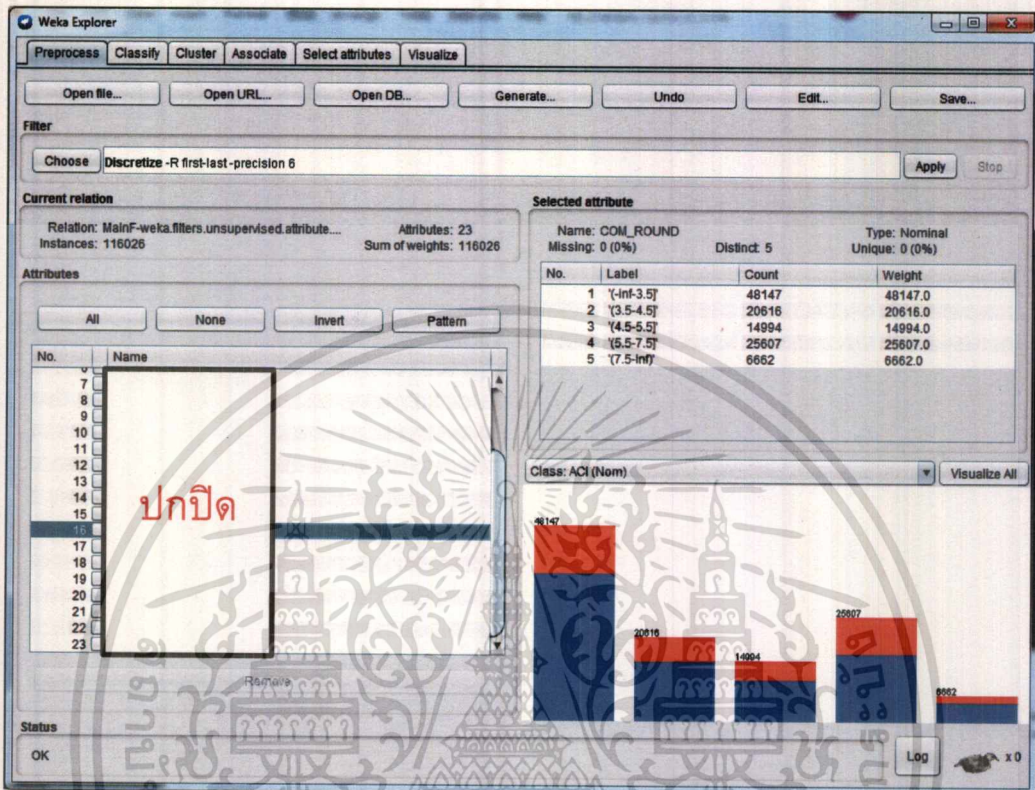 Weka Explorer
Preprocess Classify Cluster Associate Select attributes Visualize
Open file... Open URL... Open DB... Generate... Undo Edit... Save...
Filter
Choose Discretize -R first-last -precision 6 Apply Stop
Current relation
Relation: MainF-weka.filters.unsupervised.attribute.... Attributes: 23
Instances: 116026 Sum of weights: 116026
Attributes
All None Invert Pattern
No. Name
7
8
9
10
11
12
13
14
15
16
17
18
19
20
21
22
23
ปกปิด
Remove
Selected attribute
Name: COM_ROUND Type: Nominal
Missing: 0 (0%) Distinct: 5 Unique: 0 (0%)
No. Label Count Weight
1 '(-inf-3.5]' 48147 48147.0
2 '(3.5-4.5]' 20616 20616.0
3 '(4.5-5.5]' 14994 14994.0
4 '(5.5-7.5]' 25607 25607.0
5 '(7.5-inf)' 6662 6662.0
Class: ACI (Nom) Visualize All
48147
20616
14994
25607
6662
Status
OK Log x 0